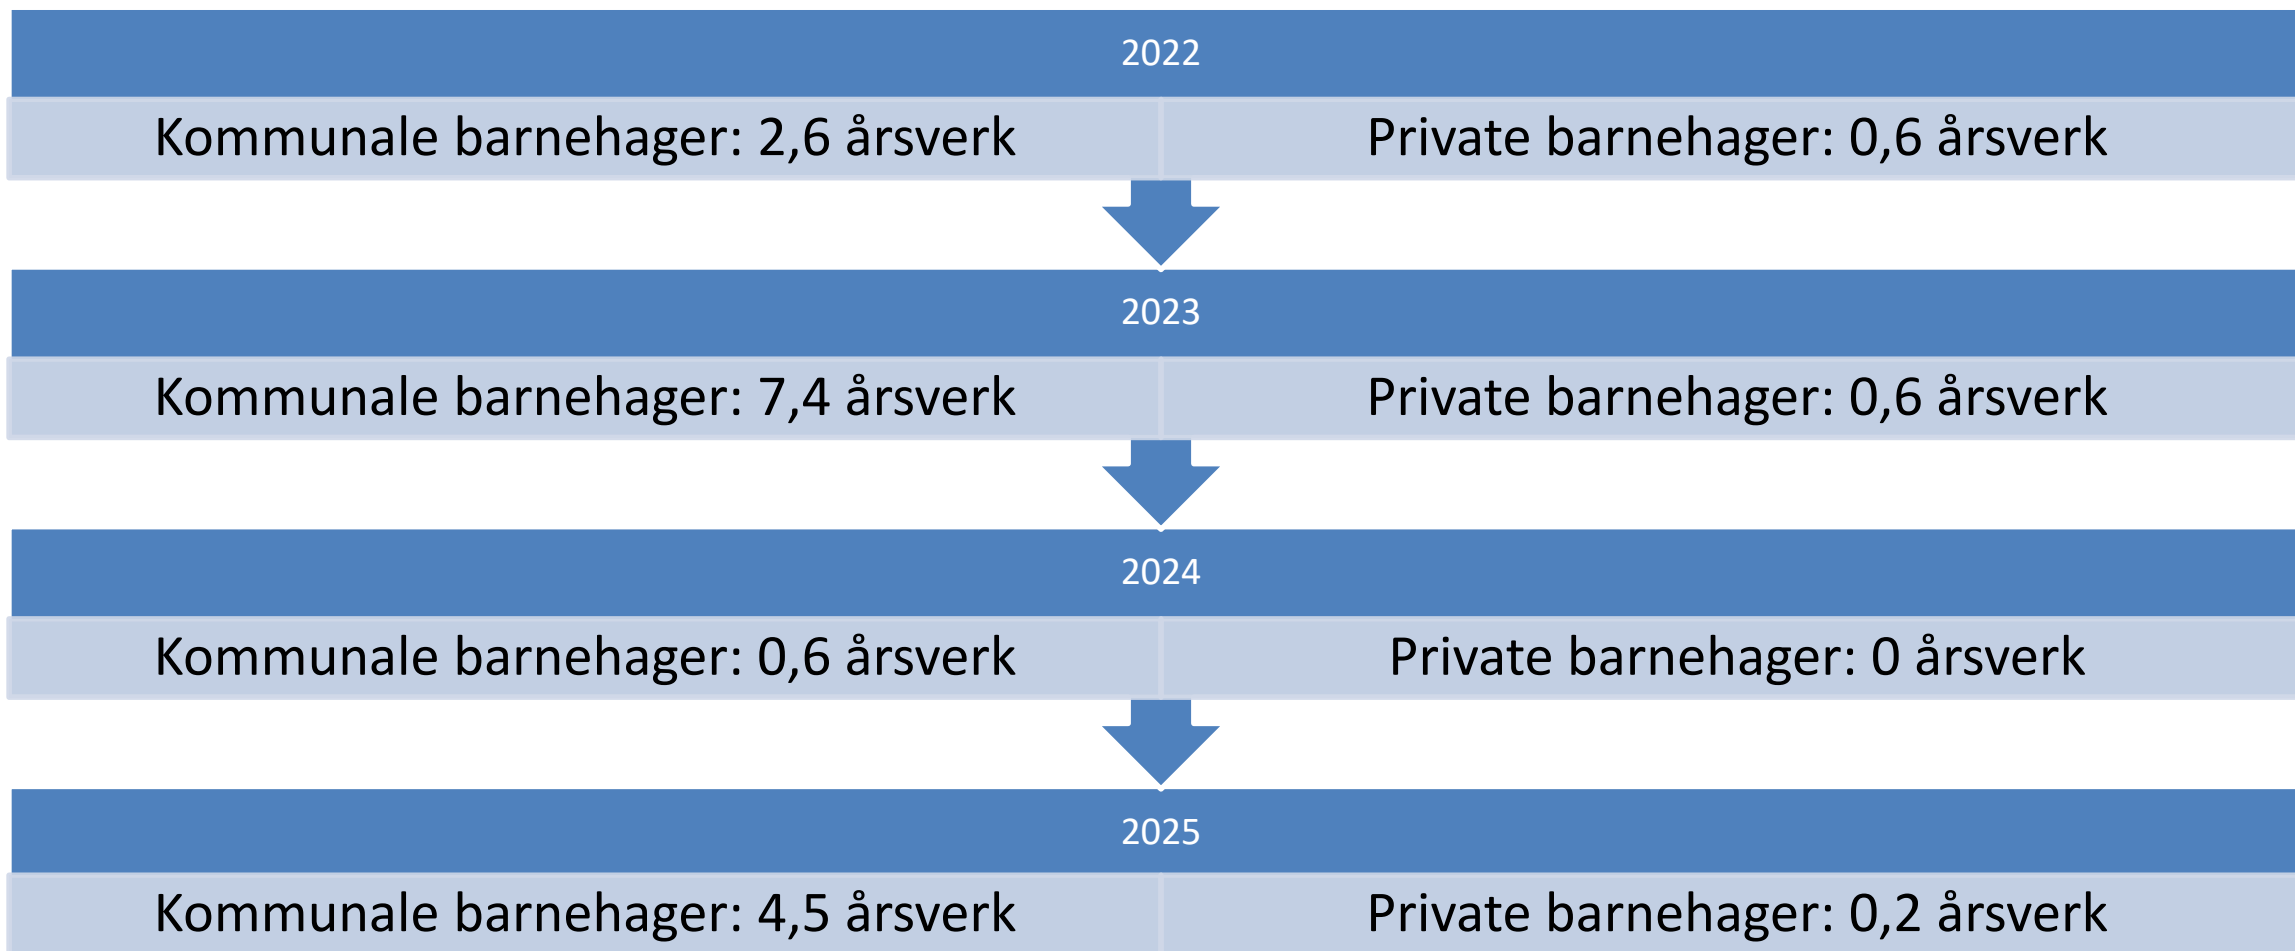 2022
Kommunale barnehager: 2,6 årsverk
Private barnehager: 0,6 årsverk
2023
Kommunale barnehager: 7,4 årsverk
Private barnehager: 0,6 årsverk
2024
Kommunale barnehager: 0,6 årsverk
Private barnehager: 0 årsverk
2025
Kommunale barnehager: 4,5 årsverk
Private barnehager: 0,2 årsverk